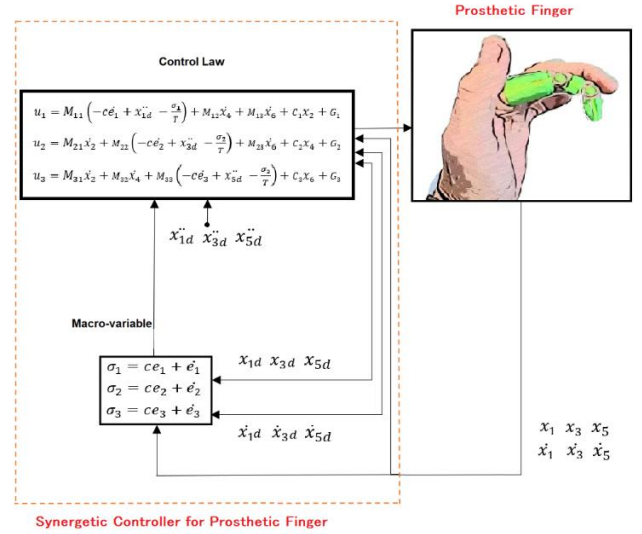 Prosthetic Finger
Control Law
u₁ = M₁₁ (−cė₁ + ẍ₁d − σ₁/T) + M₁₂ẋ₄ + M₁₃ẋ₆ + C₁x₂ + G₁
u₂ = M₂₁ẋ₂ + M₂₂ (−cė₂ + ẍ₃d − σ₂/T) + M₂₃ẋ₆ + C₂x₄ + G₂
u₃ = M₃₁ẋ₂ + M₃₂ẋ₄ + M₃₃ (−cė₃ + ẍ₅d − σ₃/T) + C₃x₆ + G₃
ẍ₁d ẍ₃d ẍ₅d
Macro-variable
σ₁ = ce₁ + ė₁
σ₂ = ce₂ + ė₂
σ₃ = ce₃ + ė₃
x₁d x₃d x₅d
ẋ₁d ẋ₃d ẋ₅d
x₁ x₃ x₅
ẋ₁ ẋ₃ ẋ₅
Synergetic Controller for Prosthetic Finger